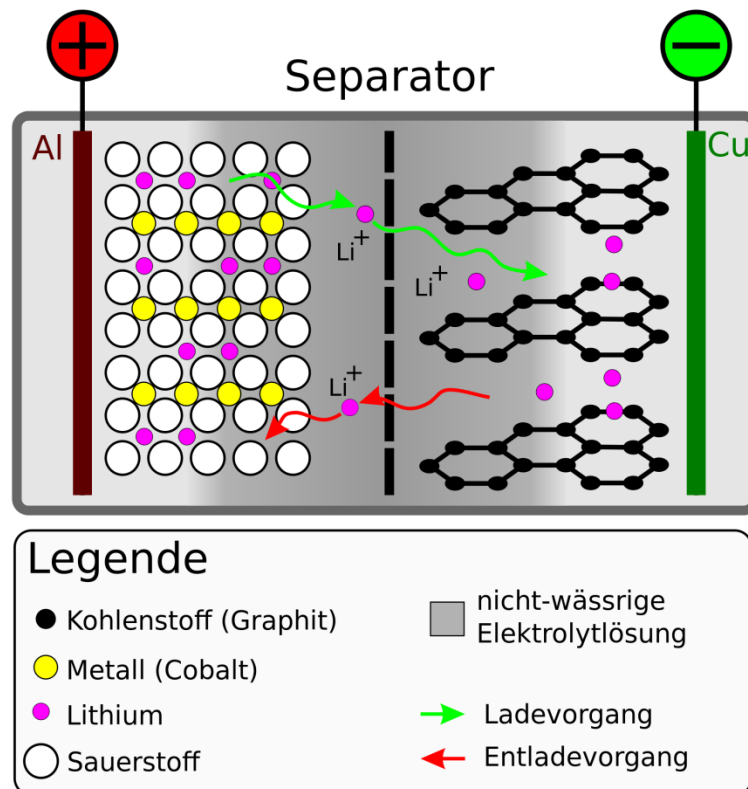 +
−
Separator
Al
Cu
Li+
Li+
Li+
Legende
Kohlenstoff (Graphit)
Metall (Cobalt)
Lithium
Sauerstoff
nicht-wässrige
Elektrolytlösung
Ladevorgang
Entladevorgang